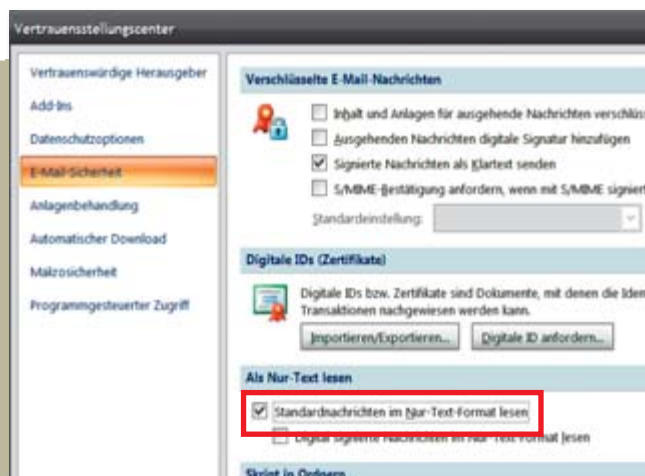 Vertrauensstellungscenter
Vertrauenswürdige Herausgeber
Add-Ins
Datenschutzoptionen
E-Mail-Sicherheit
Anlagenbehandlung
Automatischer Download
Makrosicherheit
Programmgesteuerter Zugriff
Verschlüsselte E-Mail-Nachrichten
Inhalt und Anlagen für ausgehende Nachrichten verschlüs
Ausgehenden Nachrichten digitale Signatur hinzufügen
Signierte Nachrichten als Klartext senden
S/MIME-Bestätigung anfordern, wenn mit S/MIME signiert
Standardeinstellung:
Digitale IDs (Zertifikate)
Digitale IDs bzw. Zertifikate sind Dokumente, mit denen die Iden
Transaktionen nachgewiesen werden kann.
Importieren/Exportieren... Digitale ID anfordern...
Als Nur-Text lesen
Standardnachrichten im Nur-Text-Format lesen
Digital signierte Nachrichten im Nur-Text-Format lesen
Skript in Ordnern